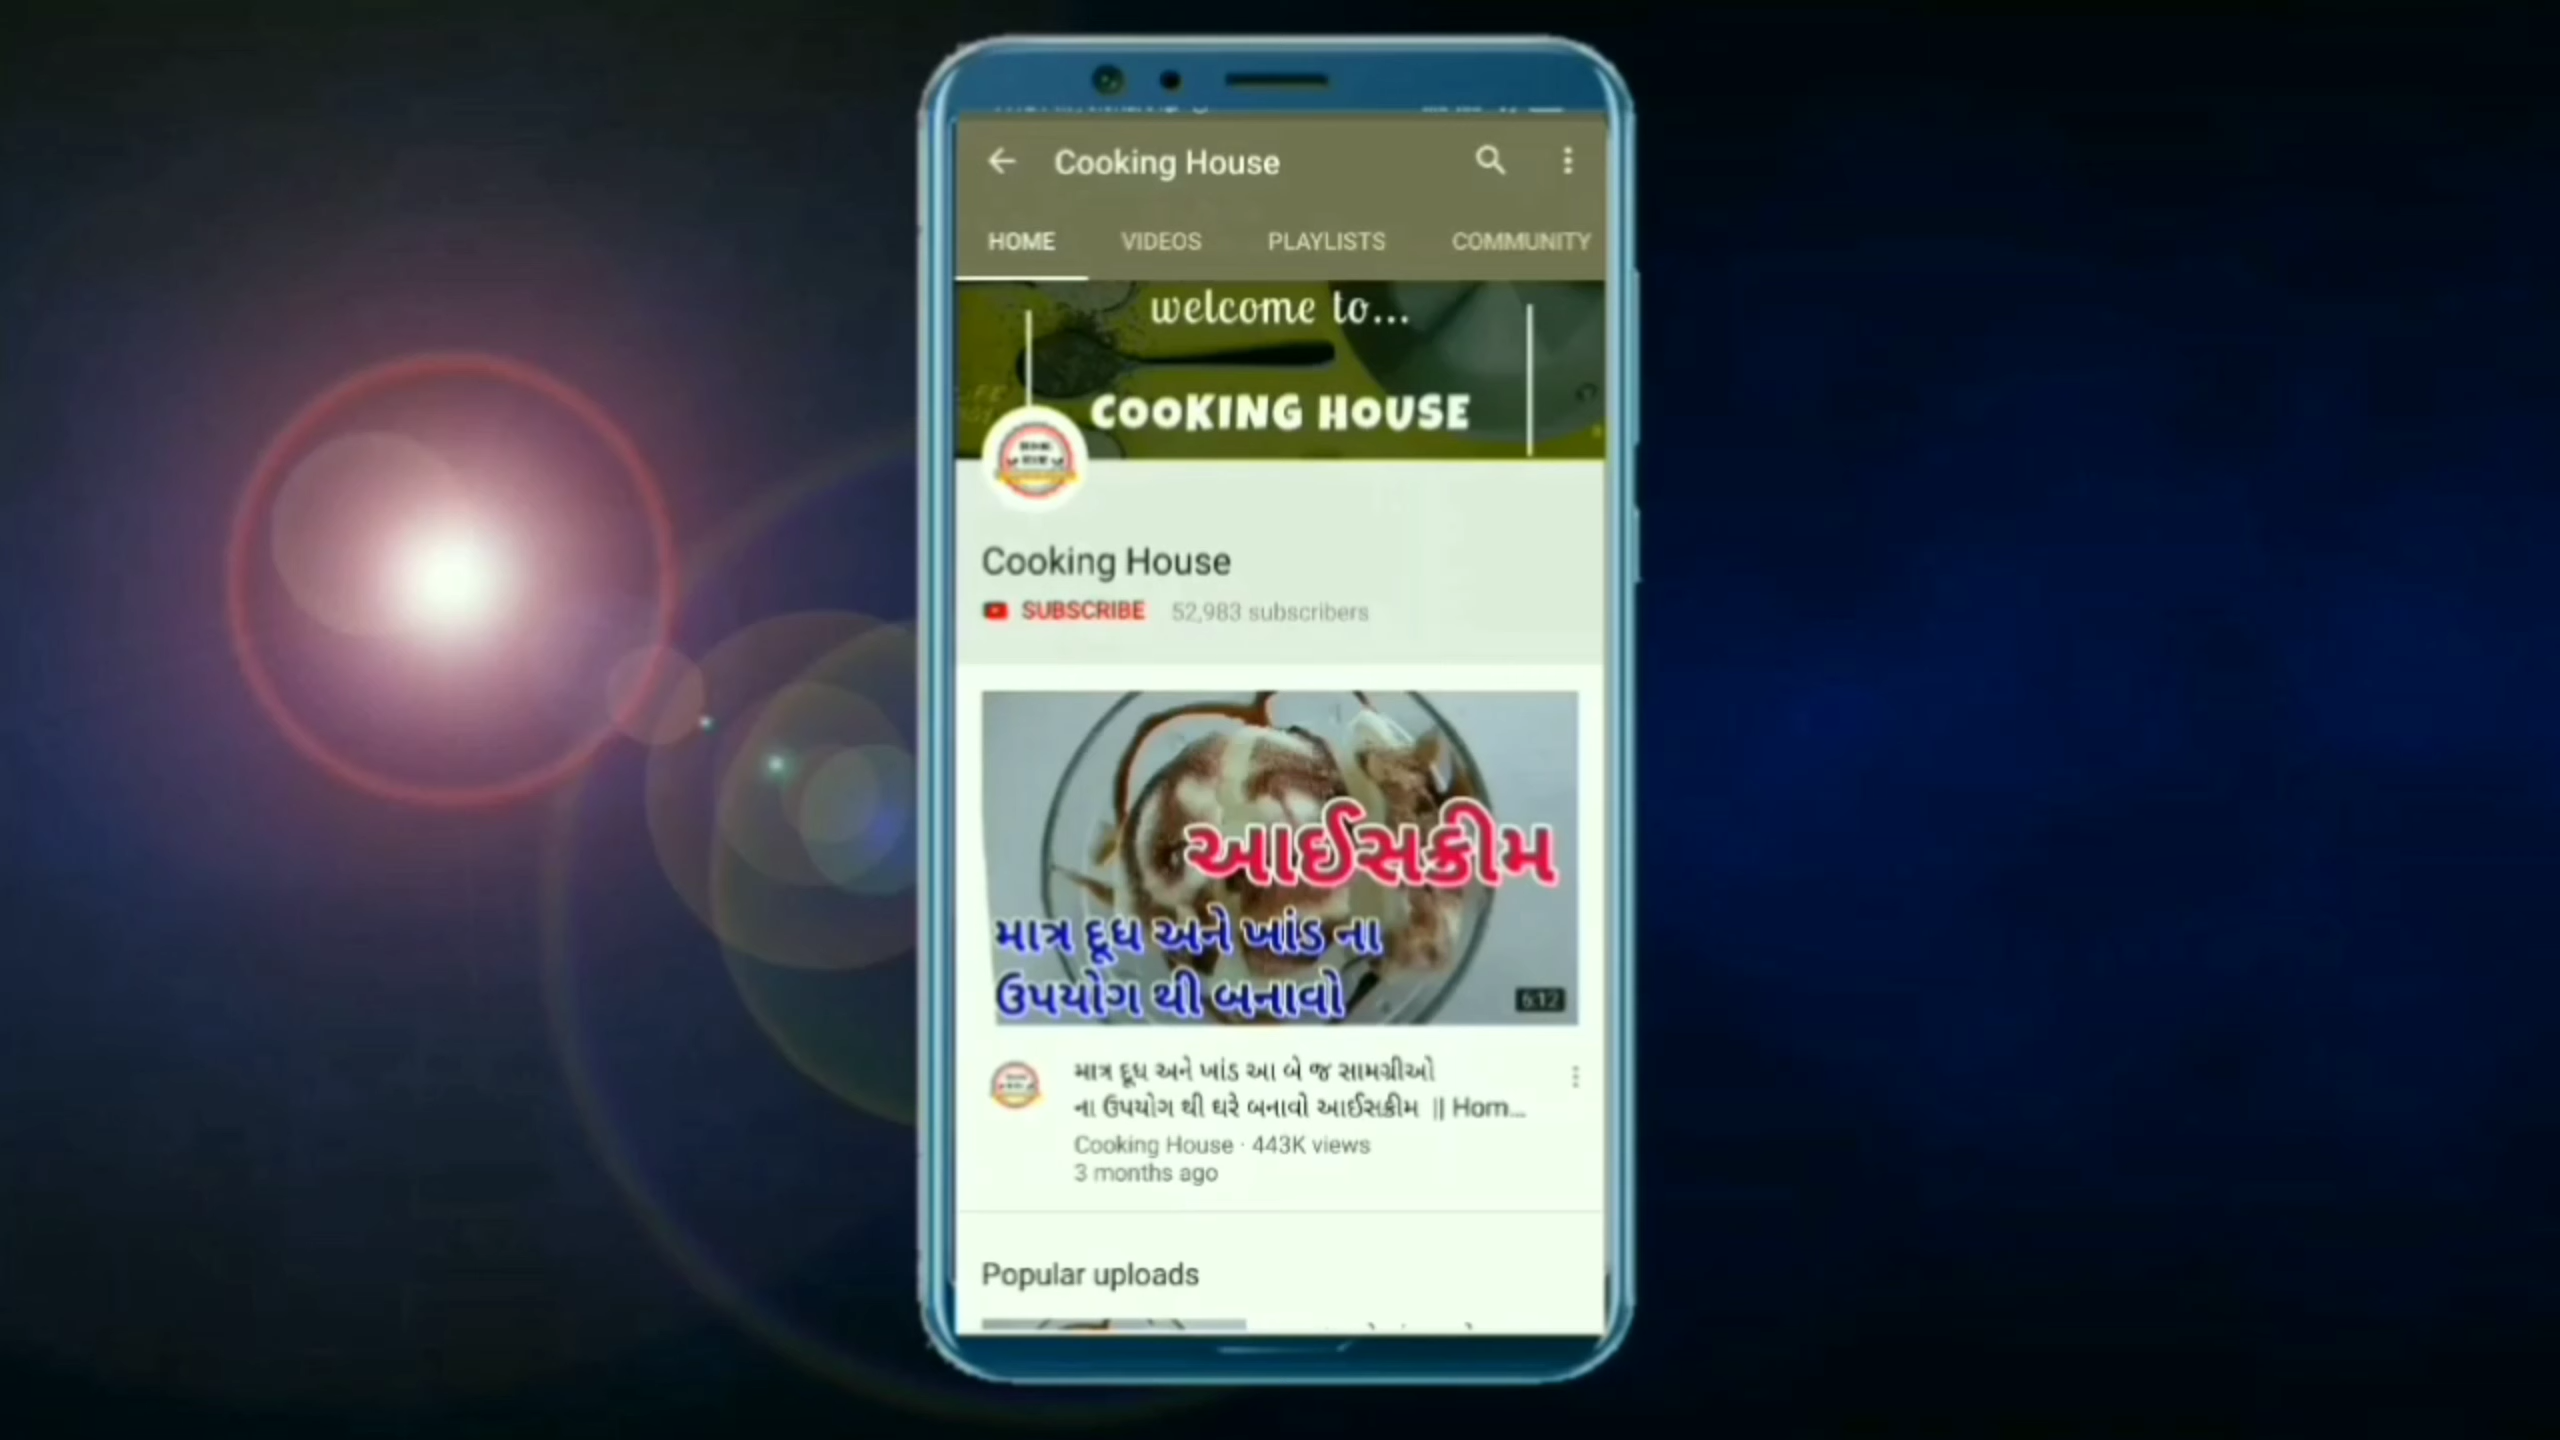 Cooking House
HOME VIDEOS PLAYLISTS COMMUNITY
welcome to...
COOKING HOUSE
Cooking House
SUBSCRIBE 52,983 subscribers
આઈસક્રીમ
માત્ર દૂધ અને ખાંડ ના
ઉપયોગ થી બનાવો
6:12
માત્ર દૂધ અને ખાંડ આ બે જ સામગ્રીઓ
ના ઉપયોગ થી ઘરે બનાવો આઈસક્રીમ || Hom...
Cooking House · 443K views
3 months ago
Popular uploads